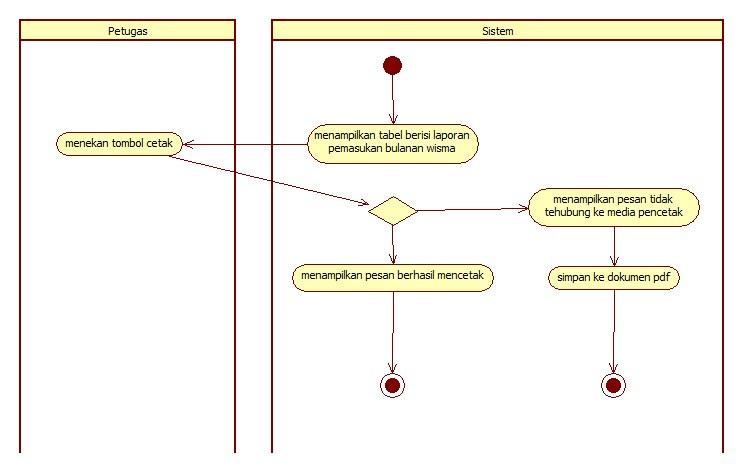 Petugas
Sistem
menampilkan tabel berisi laporan
pemasukan bulanan wisma
menekan tombol cetak
menampilkan pesan tidak
tehubung ke media pencetak
menampilkan pesan berhasil mencetak
simpan ke dokumen pdf